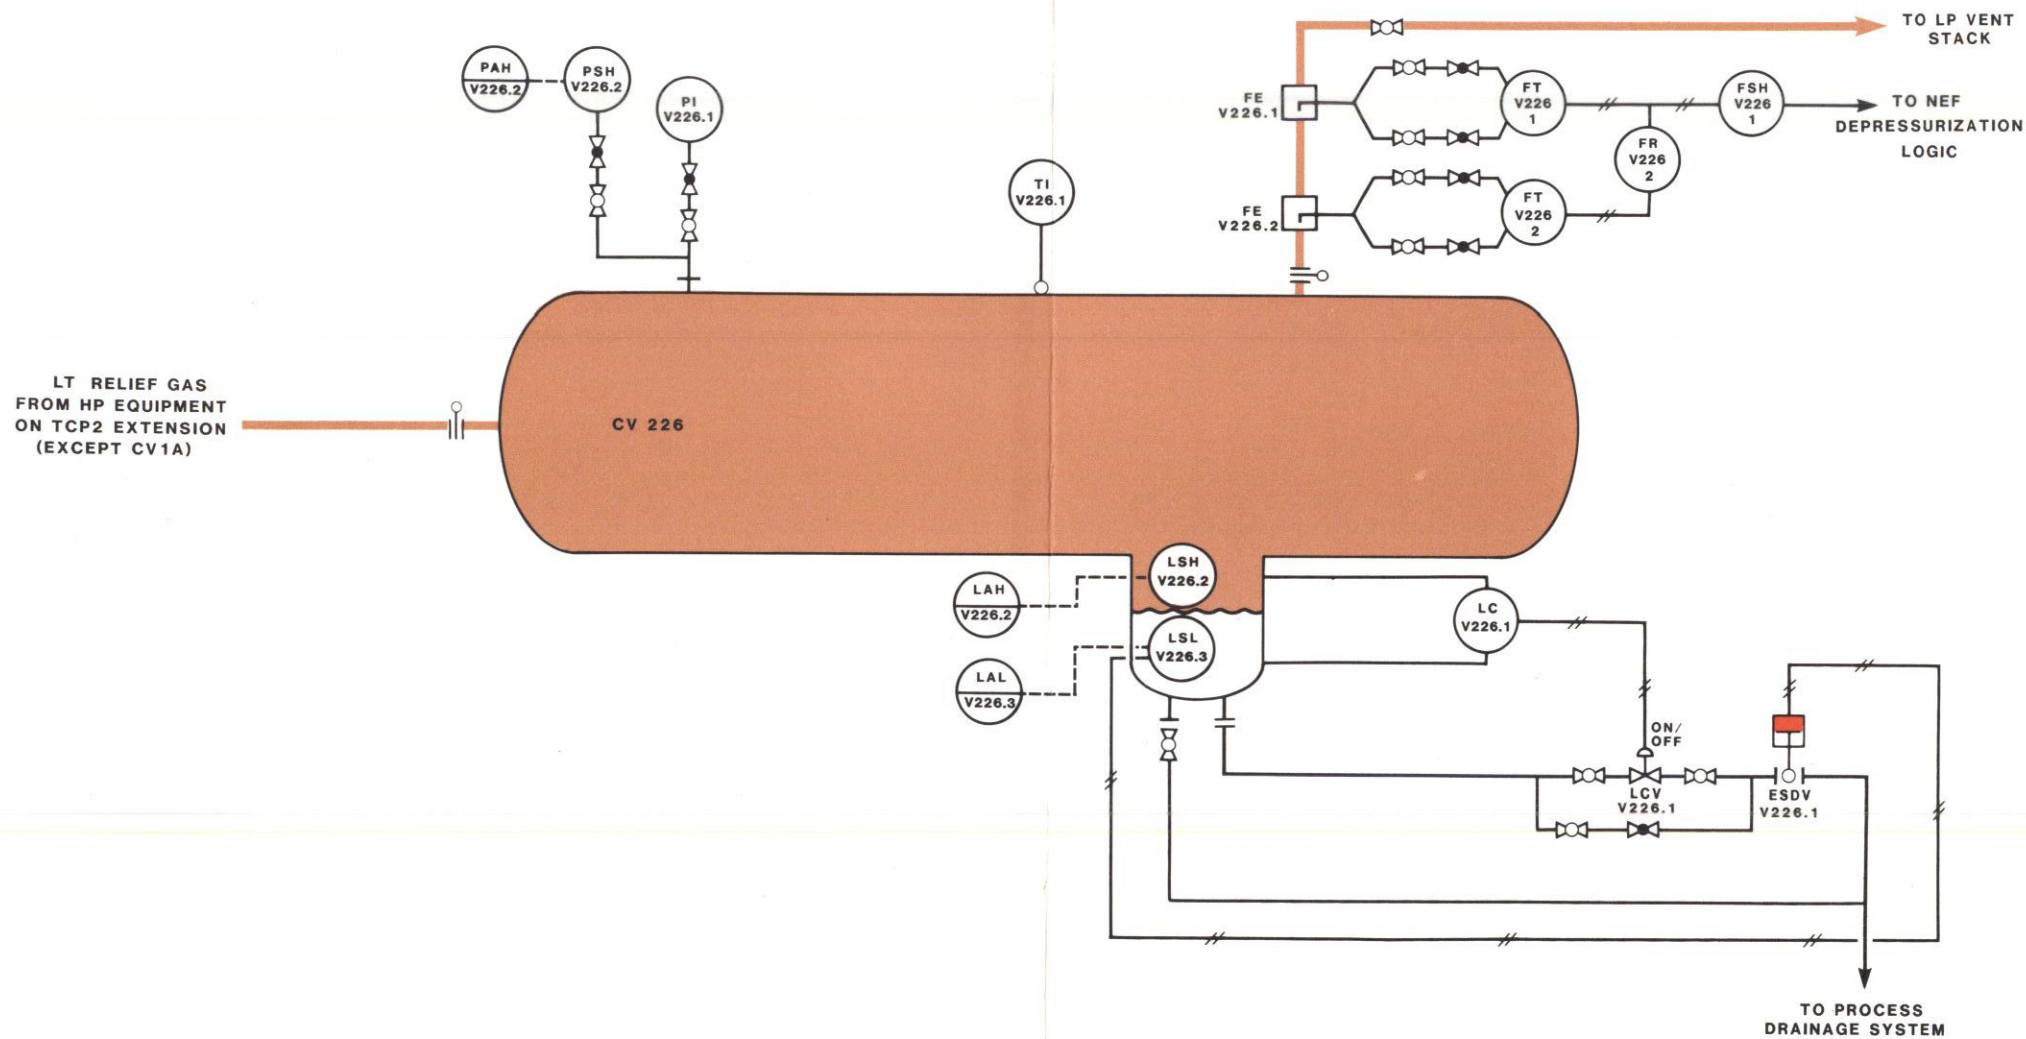 TO LP VENT
STACK
PAH
V226.2
PSH
V226.2
PI
V226.1
FE
V226.1
FT
V226
1
FSH
V226
1
TO NEF
DEPRESSURIZATION
LOGIC
FR
V226
2
TI
V226.1
FE
V226.2
FT
V226
2
LT RELIEF GAS
FROM HP EQUIPMENT
ON TCP2 EXTENSION
(EXCEPT CV1A)
CV 226
LSH
V226.2
LAH
V226.2
LC
V226.1
LSL
V226.3
LAL
V226.3
ON/
OFF
LCV
V226.1
ESDV
V226.1
TO PROCESS
DRAINAGE SYSTEM